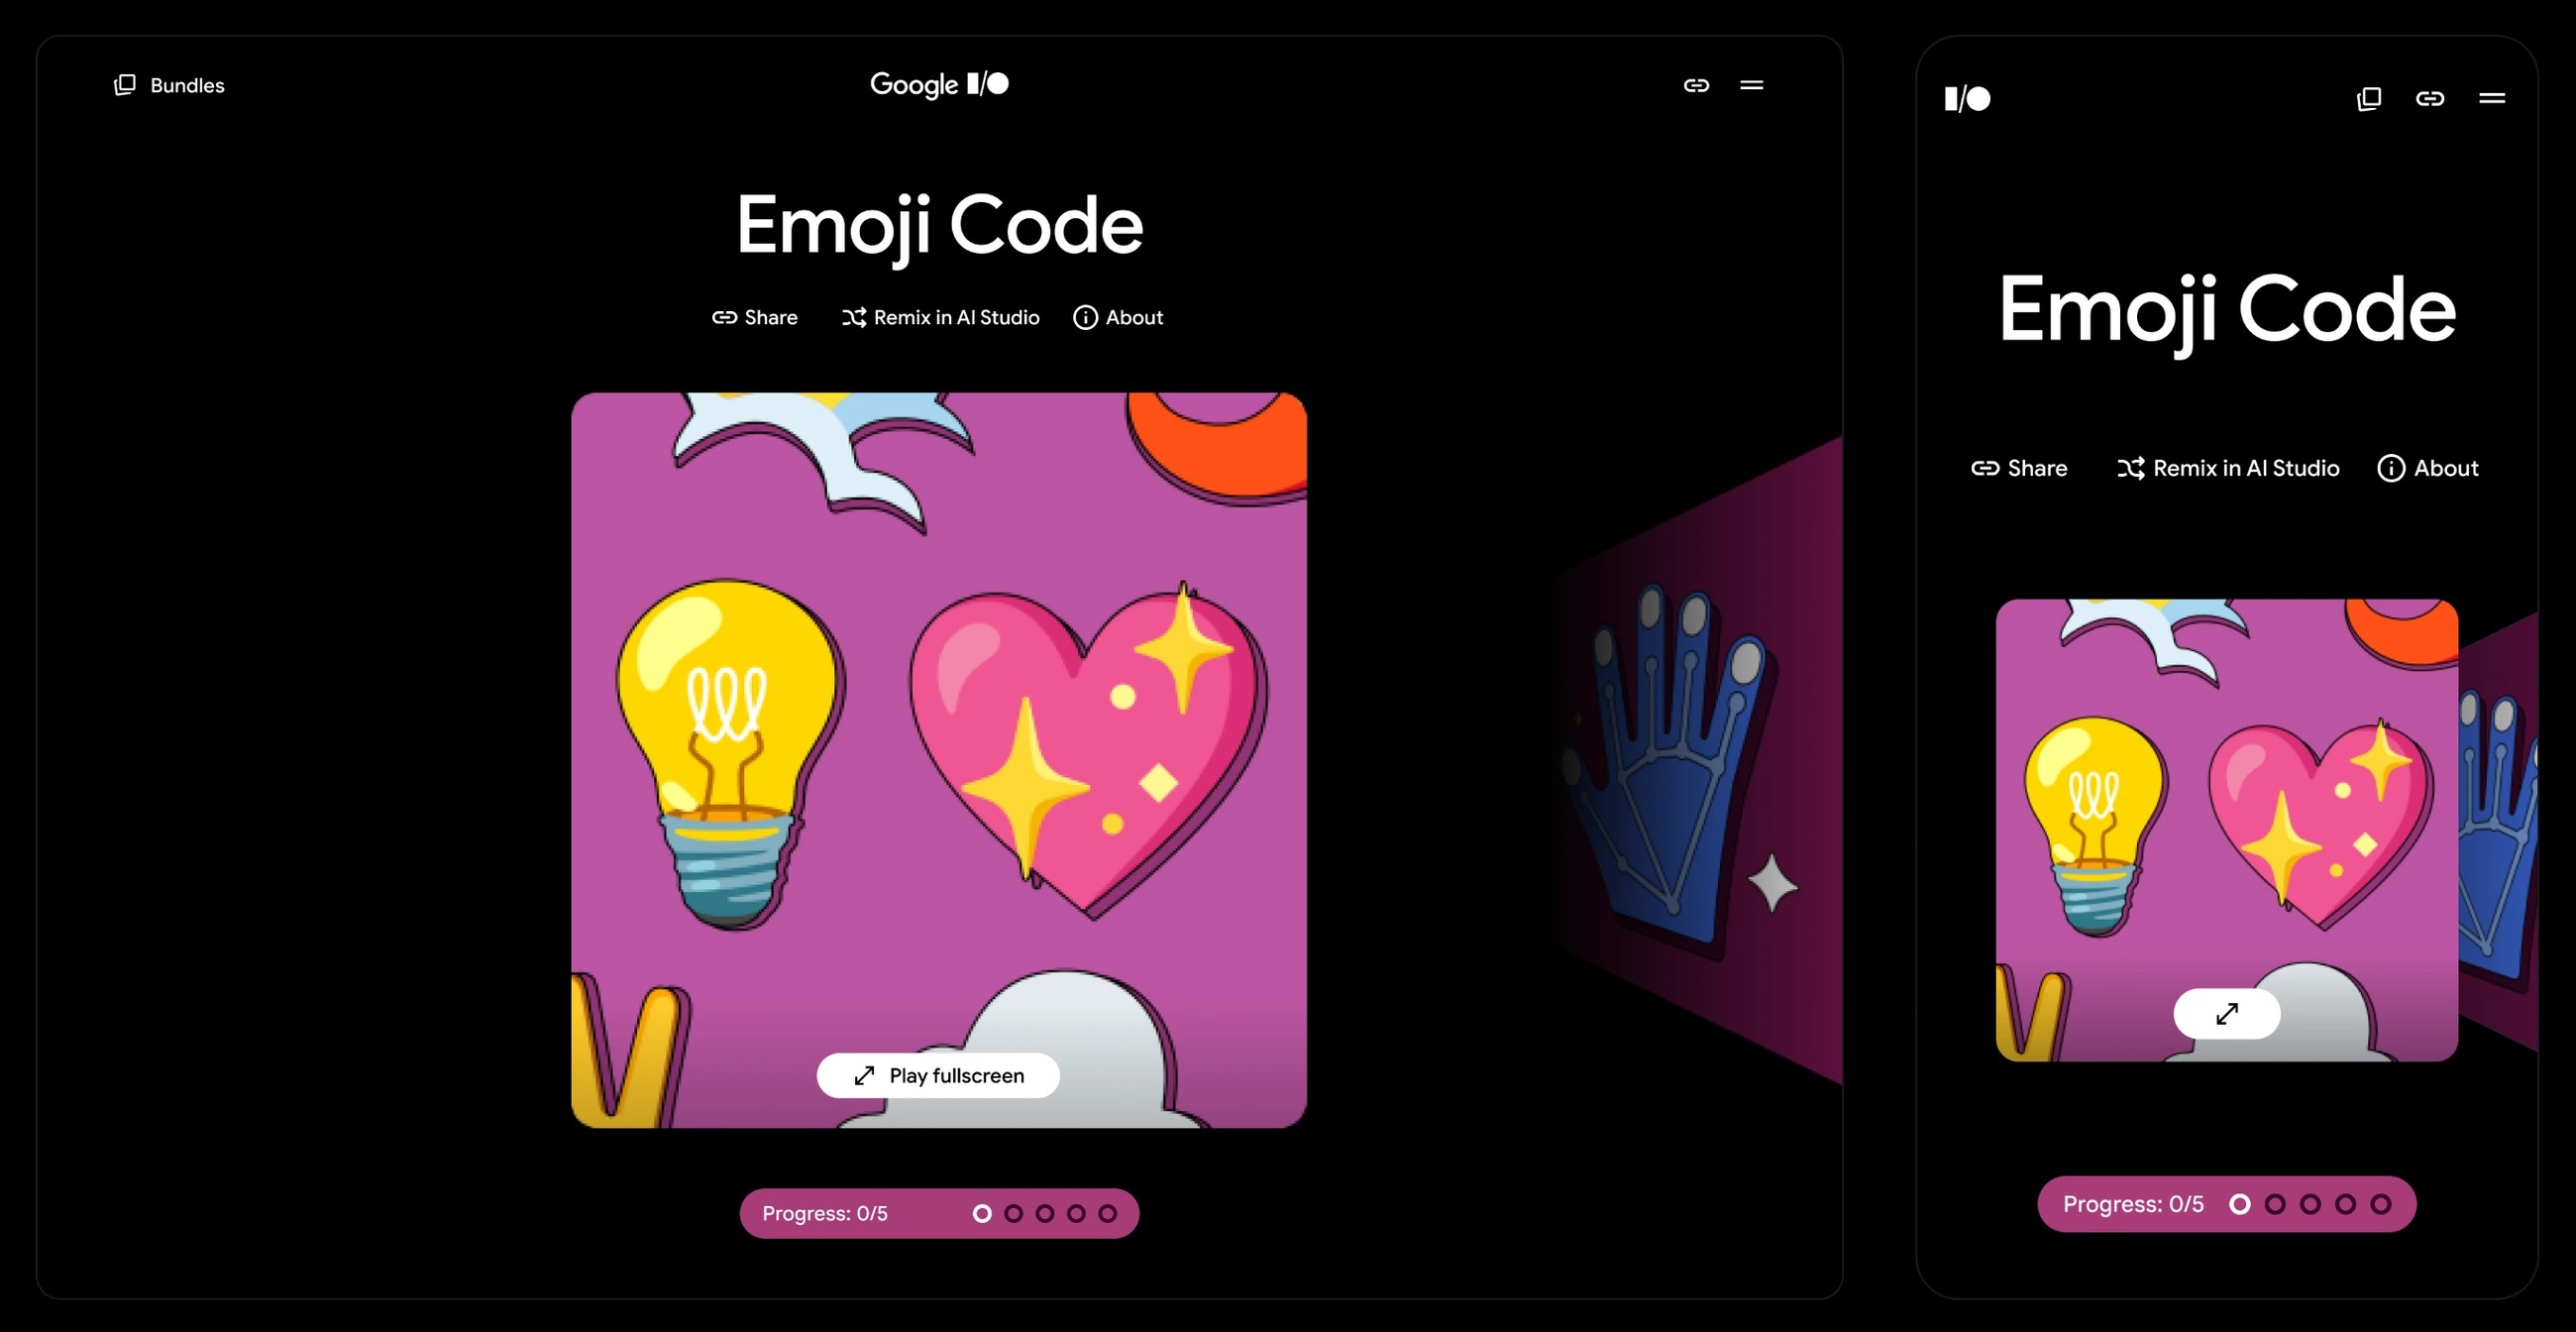 Bundles
Google I/O
Emoji Code
Share Remix in AI Studio About
Play fullscreen
Progress: 0/5
I/O
Emoji Code
Share Remix in AI Studio About
Progress: 0/5